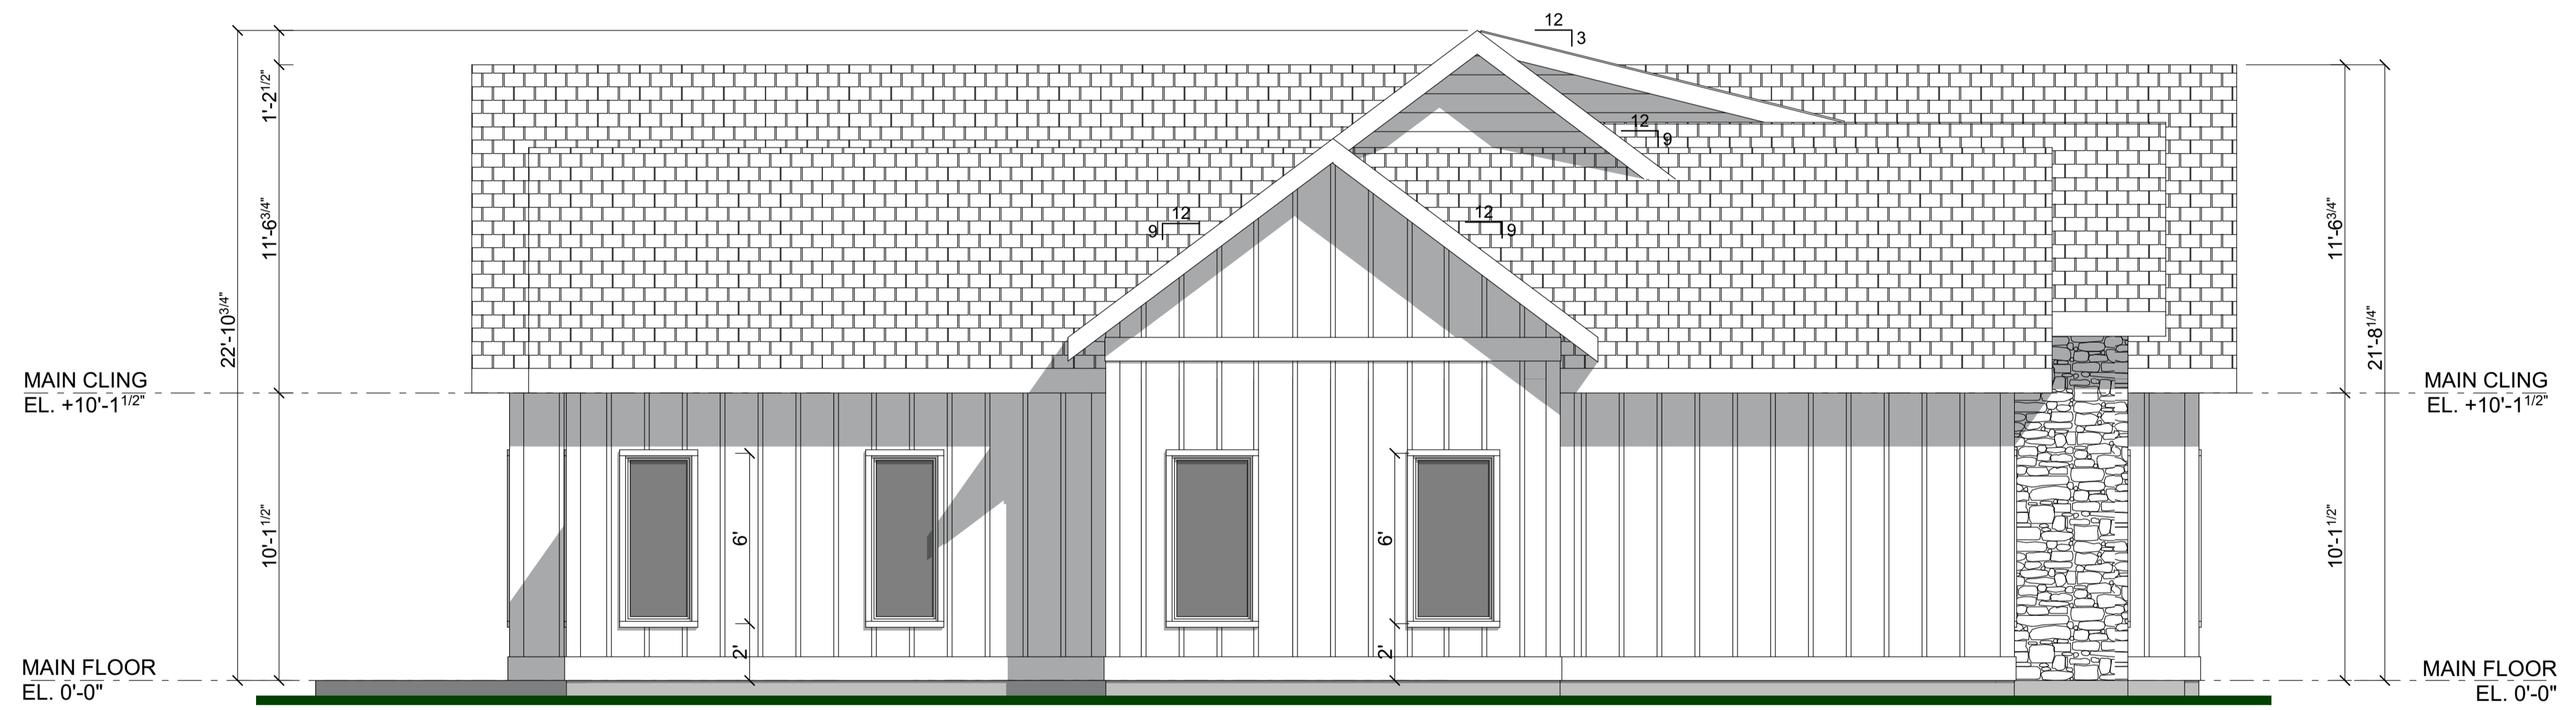 12
3
1'-2 1/2"
12
9
11'-6 3/4"
12
9
12
9
11'-6 3/4"
22'-10 3/4"
21'-8 1/4"
MAIN CLING
EL. +10'-1 1/2"
MAIN CLING
EL. +10'-1 1/2"
10'-1 1/2"
6'
6'
10'-1 1/2"
2'
2'
MAIN FLOOR
EL. 0'-0"
MAIN FLOOR
EL. 0'-0"